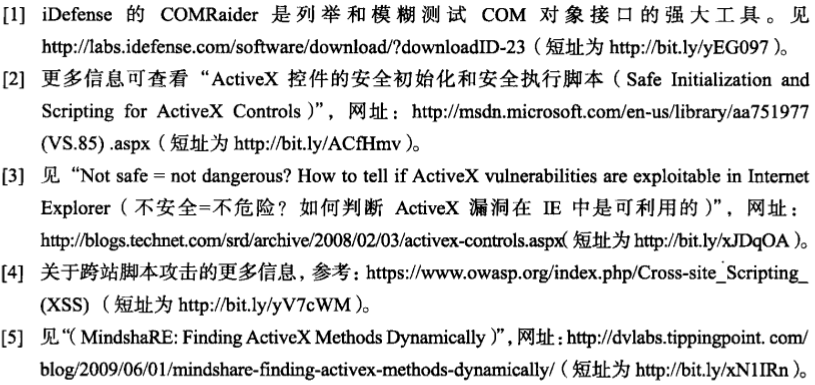 [1] iDefense 的 COMRaider 是列举和模糊测试 COM 对象接口的强大工具。见
http://labs.idefense.com/software/download/?downloadID-23（短址为 http://bit.ly/yEG097）。
[2] 更多信息可查看“ActiveX 控件的安全初始化和安全执行脚本（Safe Initialization and
Scripting for ActiveX Controls）”，网址：http://msdn.microsoft.com/en-us/library/aa751977
(VS.85) .aspx（短址为 http://bit.ly/ACfHmv）。
[3] 见“Not safe = not dangerous? How to tell if ActiveX vulnerabilities are exploitable in Internet
Explorer（不安全=不危险？如何判断 ActiveX 漏洞在 IE 中是可利用的）”，网址：
http://blogs.technet.com/srd/archive/2008/02/03/activex-controls.aspx（短址为 http://bit.ly/xJDqOA）。
[4] 关于跨站脚本攻击的更多信息，参考：https://www.owasp.org/index.php/Cross-site_Scripting_
(XSS)（短址为 http://bit.ly/yV7cWM）。
[5] 见“（MindshaRE: Finding ActiveX Methods Dynamically）”，网址：http://dvlabs.tippingpoint. com/
blog/2009/06/01/mindshare-finding-activex-methods-dynamically/（短址为 http://bit.ly/xN1IRn）。